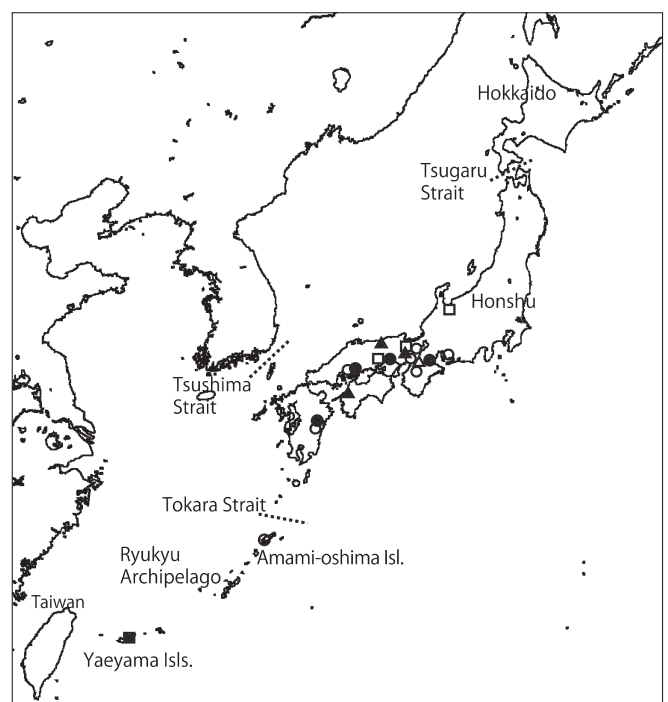 Hokkaido
Tsugaru
Strait
Honshu
Tsushima
Strait
Tokara Strait
Ryukyu
Archipelago
Amami-oshima Isl.
Taiwan
Yaeyama Isls.